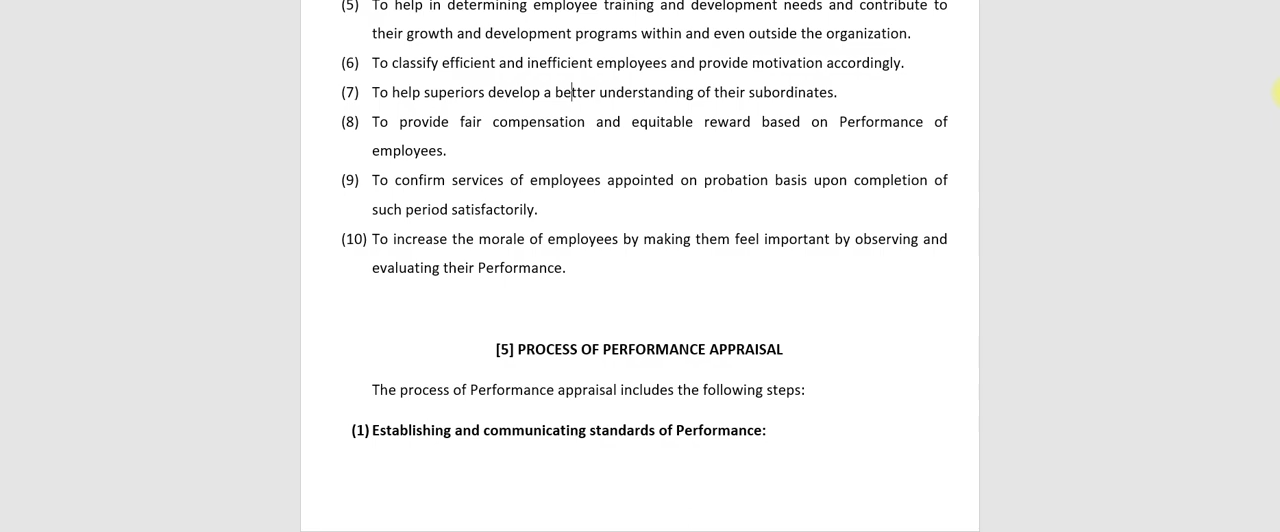 (5) To help in determining employee training and development needs and contribute to
their growth and development programs within and even outside the organization.
(6) To classify efficient and inefficient employees and provide motivation accordingly.
(7) To help superiors develop a better understanding of their subordinates.
(8) To provide fair compensation and equitable reward based on Performance of
employees.
(9) To confirm services of employees appointed on probation basis upon completion of
such period satisfactorily.
(10) To increase the morale of employees by making them feel important by observing and
evaluating their Performance.
[5] PROCESS OF PERFORMANCE APPRAISAL
The process of Performance appraisal includes the following steps:
(1) Establishing and communicating standards of Performance: